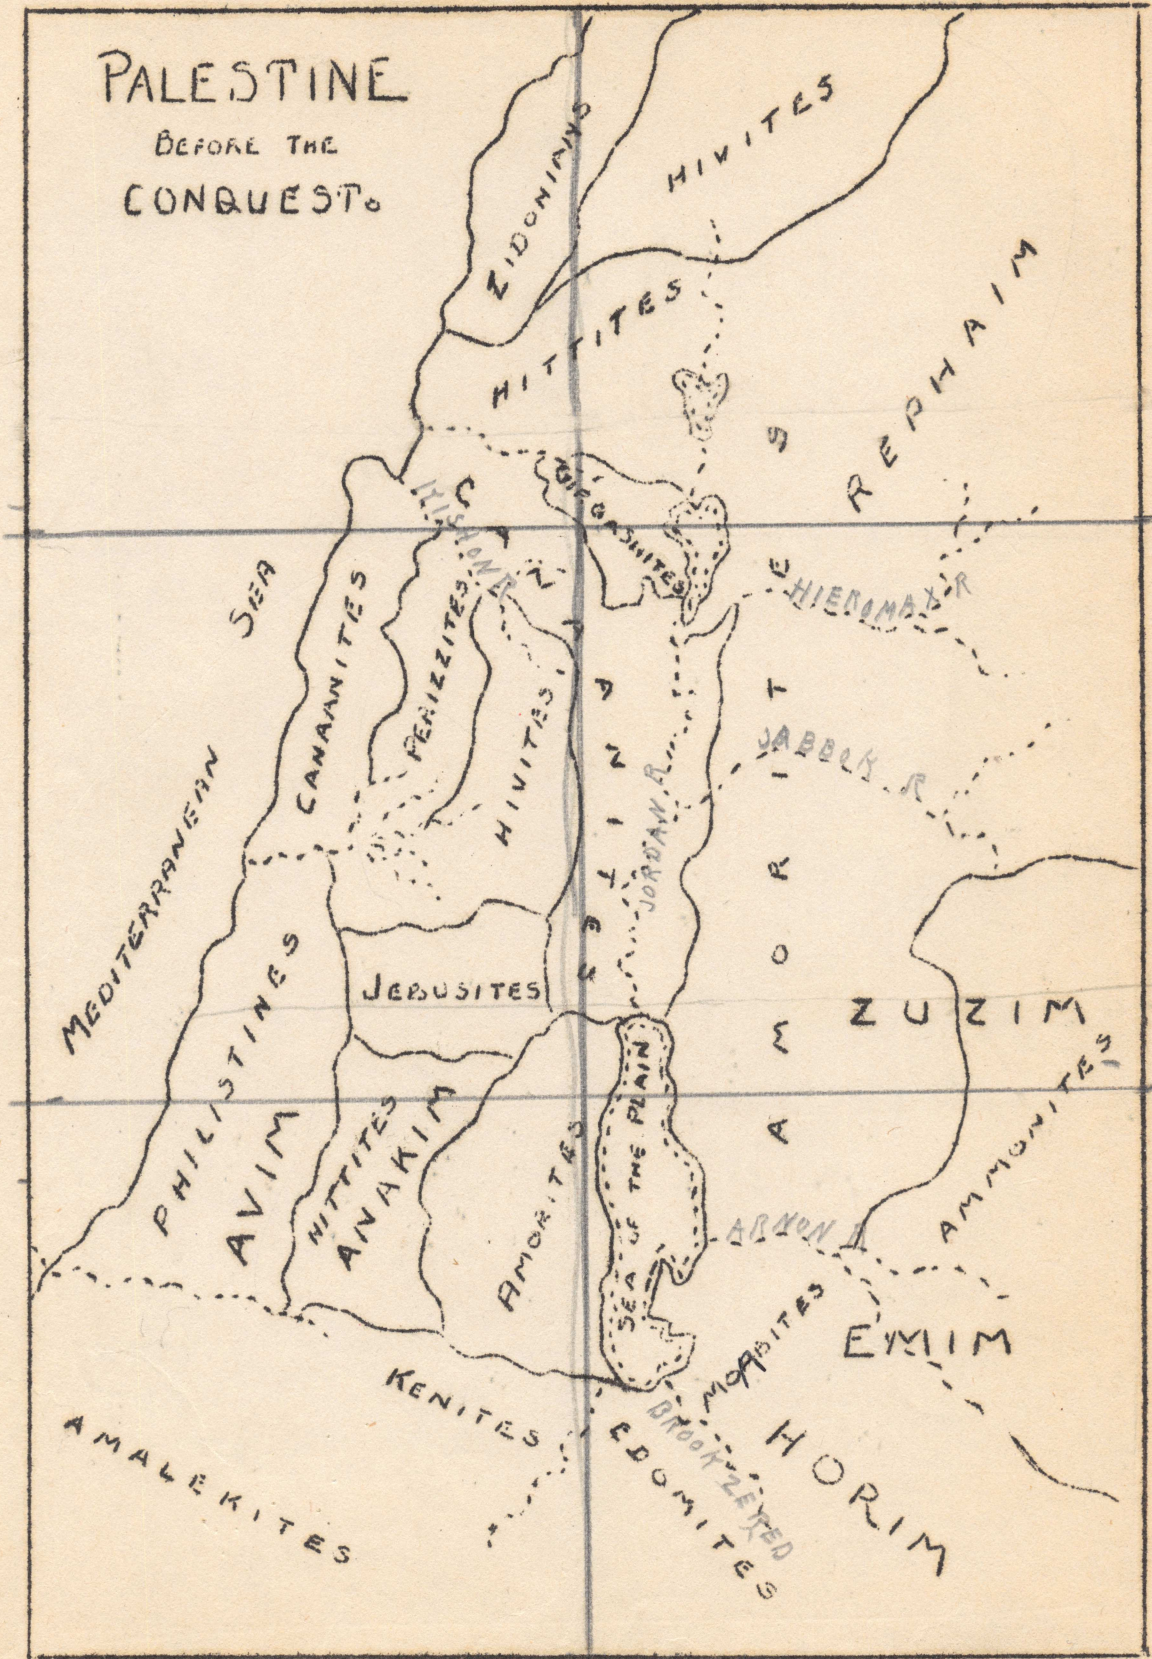 PALESTINE
BEFORE THE
CONQUEST.
ZIDONIANS
HIVITES
HITTITES
REPHAIM
GIRGASHITES
KISHON R
CANAANITES
SEA
MEDITERRANEAN
CANANITES
PERIZZITES
HIVITES
HIEROMAX R
JABBOK R
JORDAN R
AMORITES
JEBUSITES
ZUZIM
PHILISTINES
AVIM
HITTITES
ANAKIM
AMORITES
SEA OF THE PLAIN
AMMONITES
ARNON R
MOABITES
EMIM
KENITES
AMALEKITES
EDOMITES
BROOK ZERED
HORIM